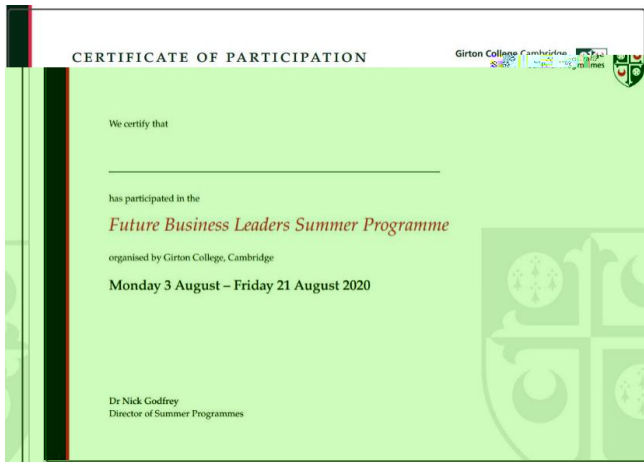 CERTIFICATE OF PARTICIPATION
Girton College Cambridge
We certify that
has participated in the
Future Business Leaders Summer Programme
organised by Girton College, Cambridge
Monday 3 August – Friday 21 August 2020
Dr Nick Godfrey
Director of Summer Programmes